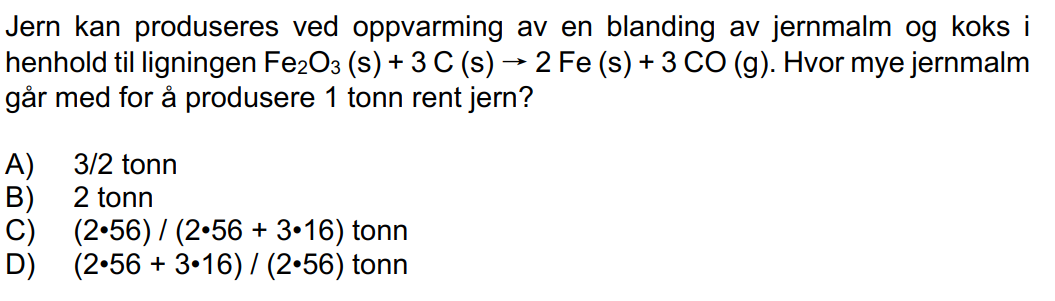 Jern kan produseres ved oppvarming av en blanding av jernmalm og koks i
henhold til ligningen Fe₂O₃ (s) + 3 C (s) → 2 Fe (s) + 3 CO (g). Hvor mye jernmalm
går med for å produsere 1 tonn rent jern?
A) 3/2 tonn
B) 2 tonn
C) (2•56) / (2•56 + 3•16) tonn
D) (2•56 + 3•16) / (2•56) tonn